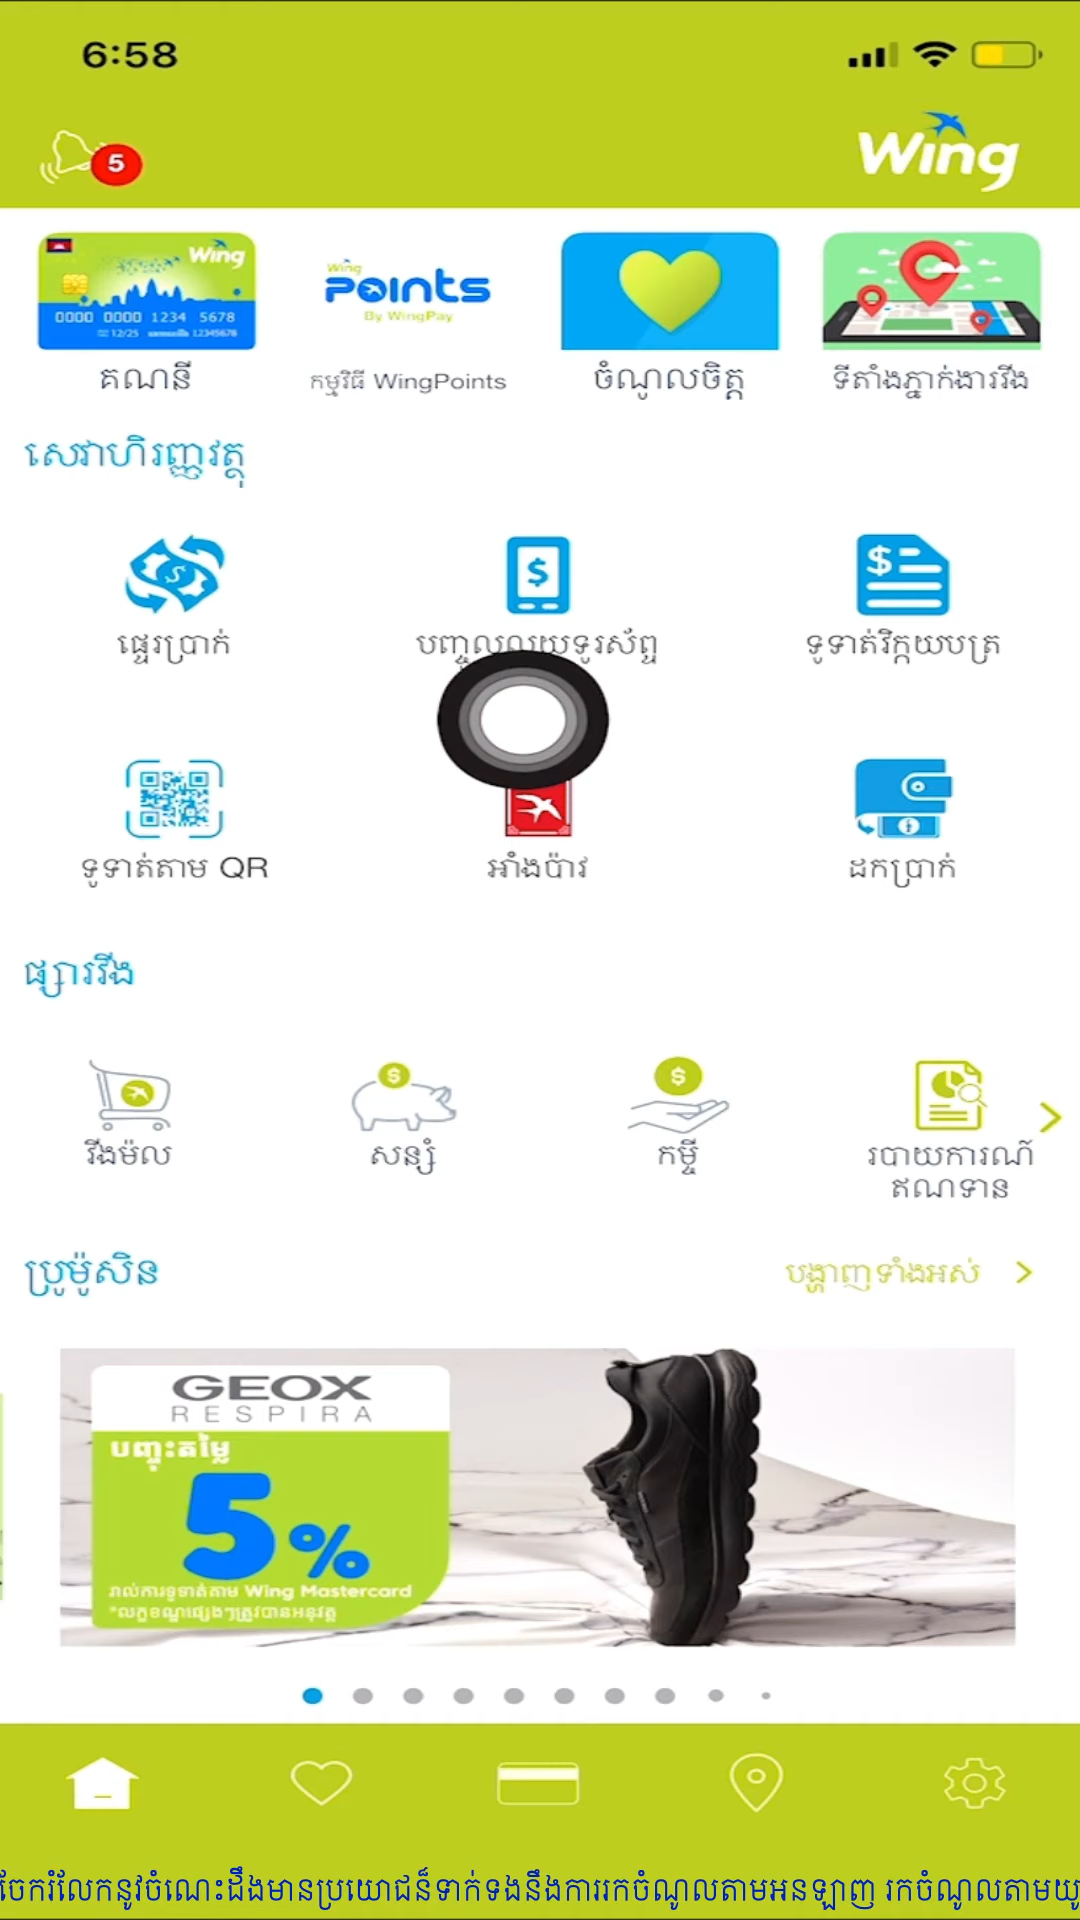 6:58
5
Wing
Wing
0000 0000 1234 5678
12/25 12345678
Wing
Points
By WingPay
គណនី
កម្មវិធី WingPoints
ចំណូលចិត្ត
ទីតាំងភ្នាក់ងារវីង
សេវាហិរញ្ញវត្ថុ
ផ្ទេរប្រាក់
បញ្ចូលលុយទូរស័ព្ទ
ទូទាត់វិក្កយបត្រ
ទូទាត់តាម QR
អាំងប៉ាវ
ដកប្រាក់
ផ្សារវីង
វីងម៉ល
សន្សំ
កម្ចី
របាយការណ៍
ឥណទាន
ប្រូម៉ូសិន
បង្ហាញទាំងអស់
GEOX
RESPIRA
បញ្ចុះតម្លៃ
5%
រាល់ការទូទាត់តាម Wing Mastercard
*លក្ខខណ្ឌផ្សេងៗត្រូវបានអនុវត្ត
ចែករំលែកនូវចំណេះដឹងមានប្រយោជន៍ទាក់ទងនឹងការរកចំណូលតាមអនឡាញ រកចំណូលតាមយូ